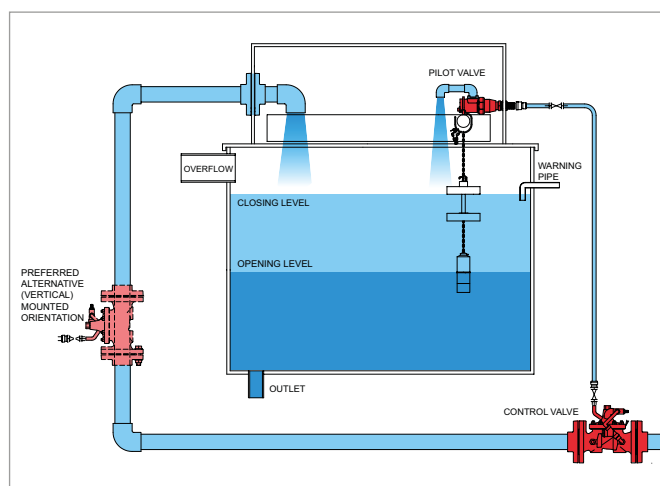 PILOT VALVE
OVERFLOW
WARNING
PIPE
CLOSING LEVEL
OPENING LEVEL
PREFERRED
ALTERNATIVE
(VERTICAL)
MOUNTED
ORIENTATION
OUTLET
CONTROL VALVE